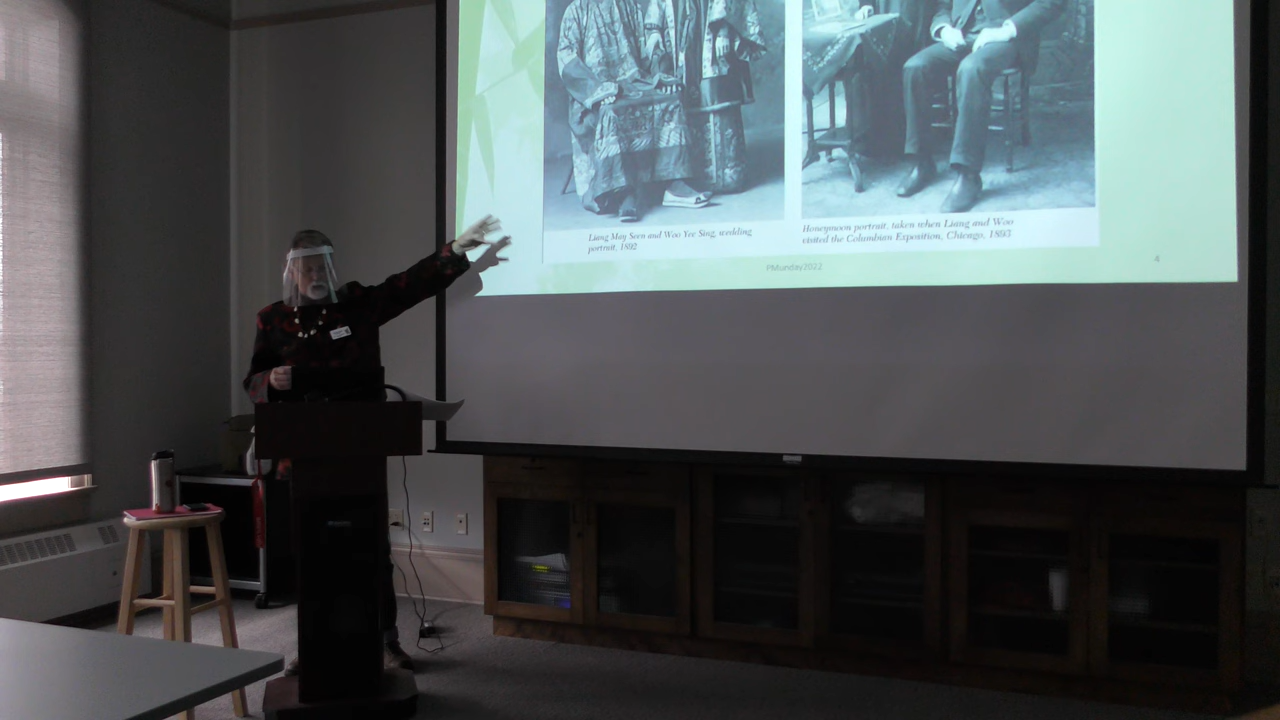 Liang May Seen and Woo Yee Sing, wedding
portrait, 1892
Honeymoon portrait, taken when Liang and Woo
visited the Columbian Exposition, Chicago, 1893
PMunday2022
4